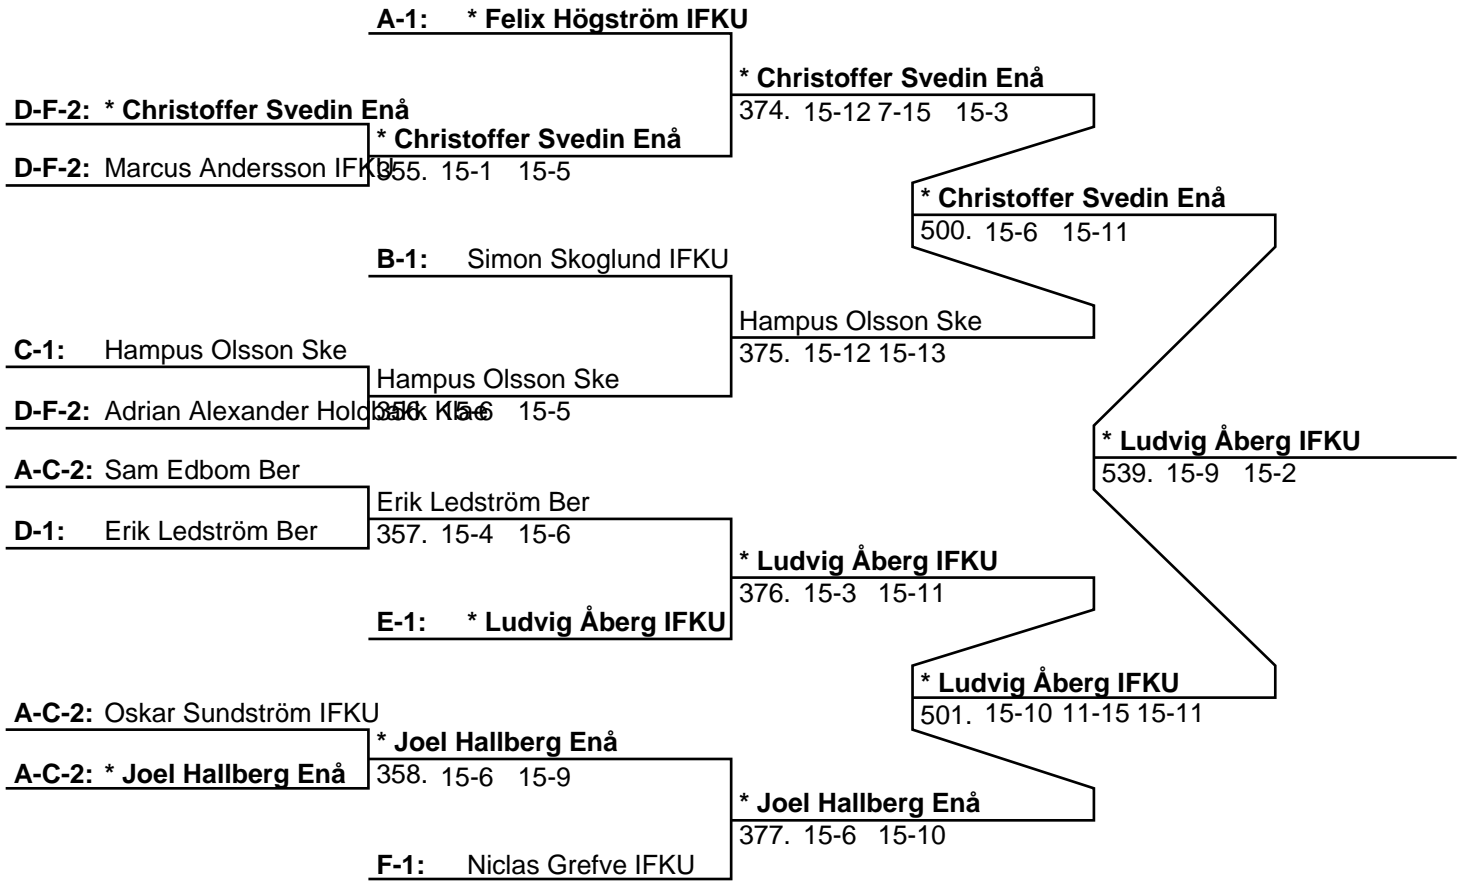 A-1: * Felix Högström IFKU
* Christoffer Svedin Enå
D-F-2: * Christoffer Svedin Enå
374. 15-12 7-15 15-3
* Christoffer Svedin Enå
D-F-2: Marcus Andersson IFKU
355. 15-1 15-5
* Christoffer Svedin Enå
500. 15-6 15-11
B-1: Simon Skoglund IFKU
Hampus Olsson Ske
C-1: Hampus Olsson Ske
375. 15-12 15-13
Hampus Olsson Ske
D-F-2: Adrian Alexander Holdbakk Klæ
356. 15-6 15-5
* Ludvig Åberg IFKU
A-C-2: Sam Edbom Ber
539. 15-9 15-2
Erik Ledström Ber
D-1: Erik Ledström Ber
357. 15-4 15-6
* Ludvig Åberg IFKU
376. 15-3 15-11
E-1: * Ludvig Åberg IFKU
* Ludvig Åberg IFKU
A-C-2: Oskar Sundström IFKU
501. 15-10 11-15 15-11
* Joel Hallberg Enå
A-C-2: * Joel Hallberg Enå
358. 15-6 15-9
* Joel Hallberg Enå
377. 15-6 15-10
F-1: Niclas Grefve IFKU